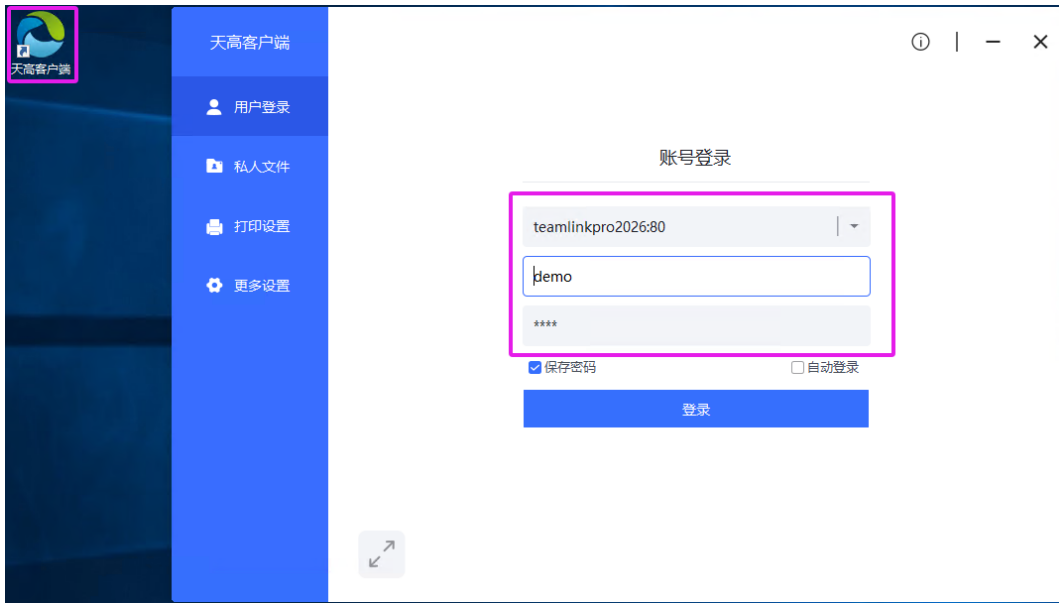 天高客户端
天高客户端
用户登录
私人文件
打印设置
更多设置
账号登录
teamlinkpro2026:80
demo
****
保存密码 自动登录
登录